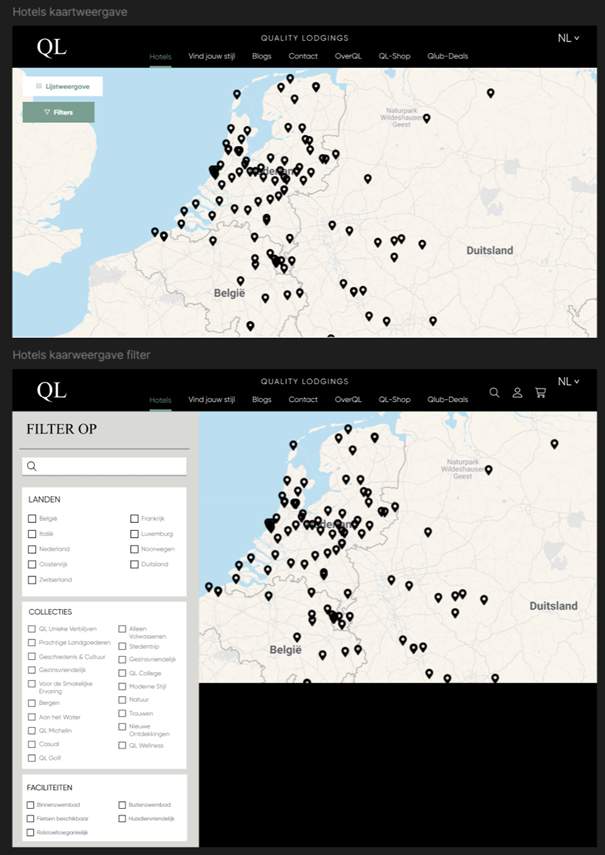 Hotels kaartweergave
QL
QUALITY LODGINGS
NL
Hotels Vind jouw stijl Blogs Contact OverQL QL-Shop Qlub-Deals
Lijstweergave
Filters
Naturpark
Wildeshauser
Geest
Duitsland
België
Hotels kaarweergave filter
QL
QUALITY LODGINGS
NL
Hotels Vind jouw stijl Blogs Contact OverQL QL-Shop Qlub-Deals
FILTER OP
LANDEN
België Frankrijk
Italië Luxemburg
Nederland Noorwegen
Oostenrijk Duitsland
Zwitserland
COLLECTIES
QL Unieke Verblijven
Prachtige Landgoederen
Geschiedenis & Cultuur
Gezinsvriendelijk
Voor de Smakelijke
Ervaring
Bergen
Aan het Water
QL Michelin
Casual
QL Golf
Alleen
Volwassenen
Stedentrip
Gezinsvriendelijk
QL College
Moderne Stijl
Natuur
Trouwen
Nieuwe
Ontdekkingen
QL Wellness
FACILITEITEN
Binnenzwembad Buitenzwembad
Fietsen beschikbaar Huisdiervriendelijk
Rolstoeltoegankelijk
Naturpark
Wildeshauser
Geest
Duitsland
België